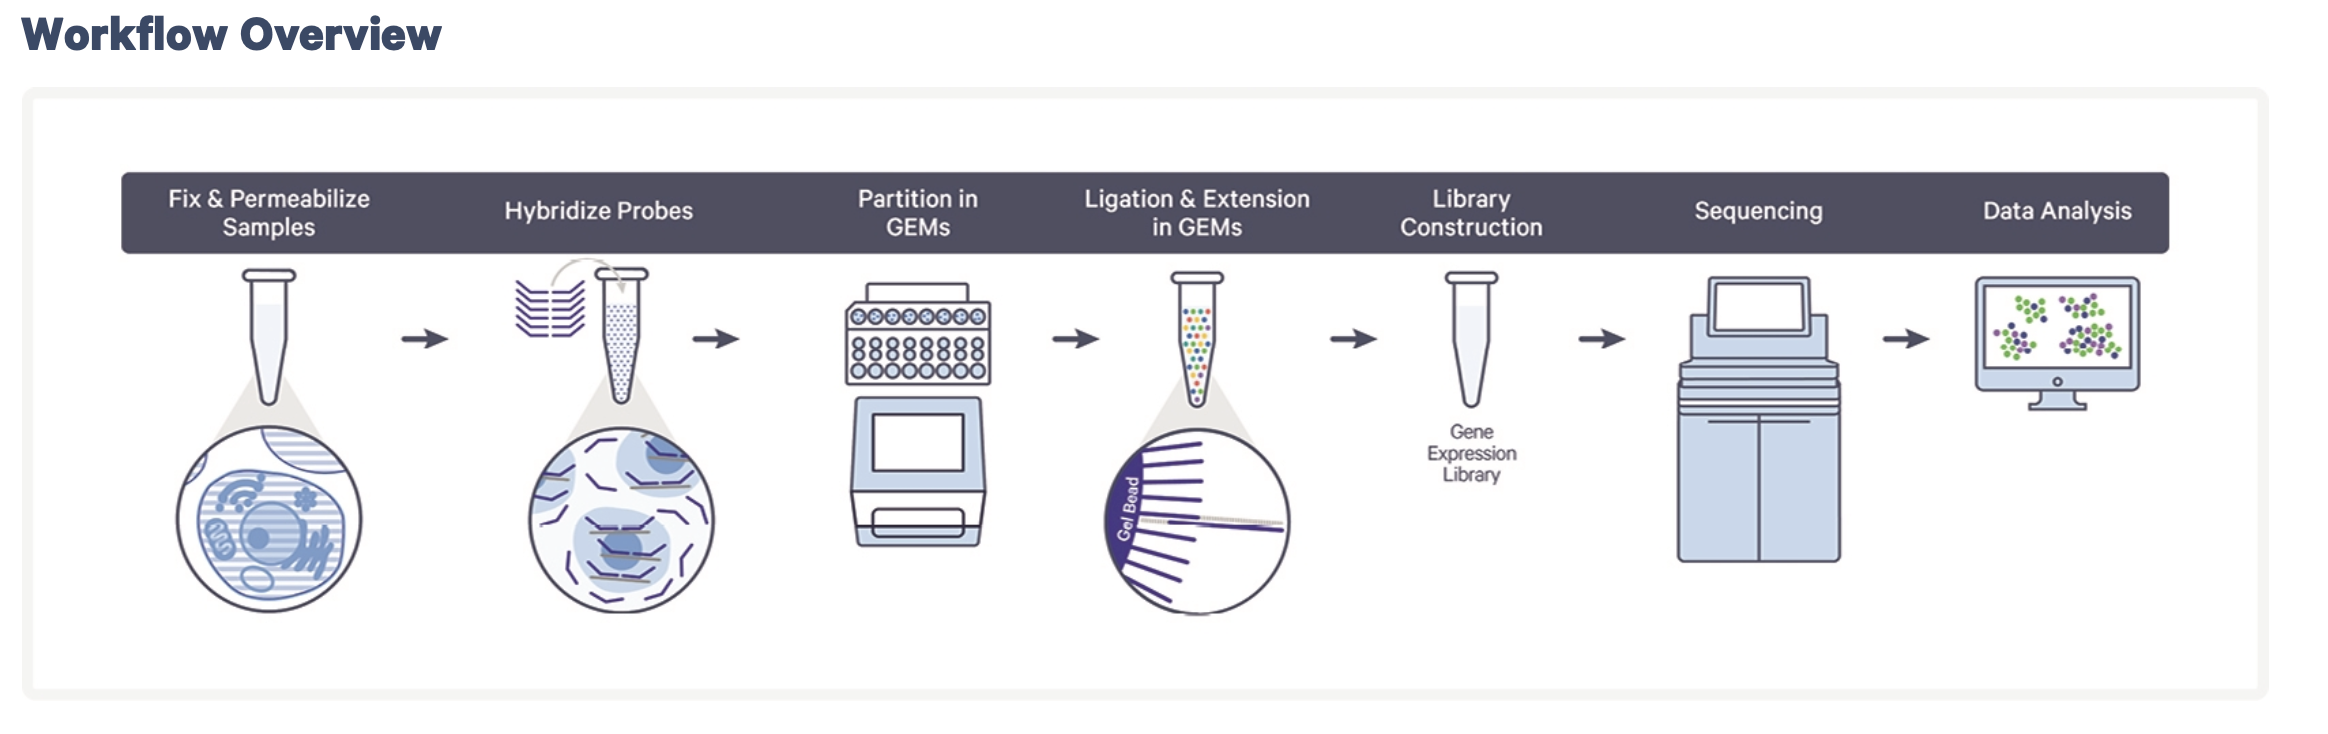 Workflow Overview
Fix & Permeabilize
Samples
Hybridize Probes
Partition in
GEMs
Ligation & Extension
in GEMs
Library
Construction
Sequencing
Data Analysis
Gel Bead
Gene
Expression
Library